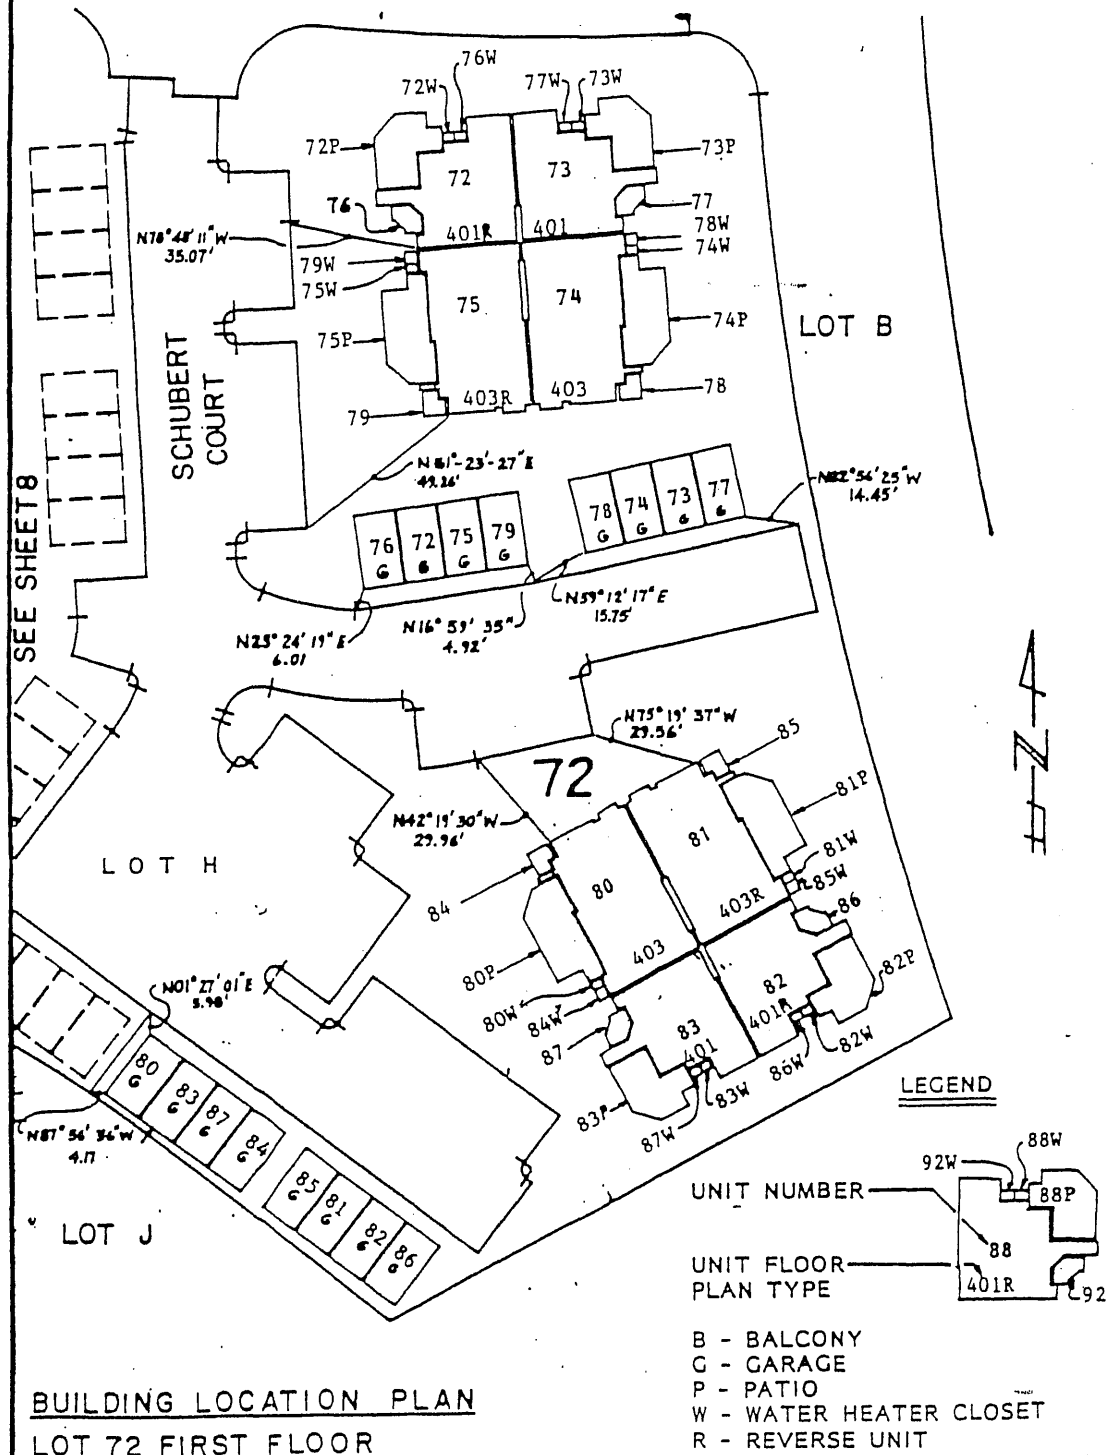 76W
72W
77W
73W
72P
73P
72
73
76
77
401R
401
78W
74W
N78°48'11"W
35.07'
79W
75W
75
74
75P
74P
LOT B
SCHUBERT
COURT
403R
403
79
78
N61°-23'-27"E
49.26'
N82°56'25"W
14.45'
SEE SHEET 8
76 G
72 G
75 G
79 G
78 G
74 G
73 G
77 G
N59°12'17"E
15.75'
N16°59'35"
4.92'
N23°24'19"E
6.01
N75°19'37"W
29.56'
72
85
81P
N42°19'30"W
29.96'
81
81W
85W
LOT H
84
80
403R
86
403
80P
82P
82
N01°27'01"E
5.98'
80W
84W
401R
87
83
401
82W
86W
83W
83P
87W
80 G
83 G
87 G
84 G
N87°56'36"W
4.17
85 G
81 G
82 G
86 G
LOT J
LEGEND
92W
88W
88P
UNIT NUMBER
88
UNIT FLOOR
PLAN TYPE
401R
92
B - BALCONY
G - GARAGE
P - PATIO
W - WATER HEATER CLOSET
R - REVERSE UNIT
BUILDING LOCATION PLAN
LOT 72 FIRST FLOOR